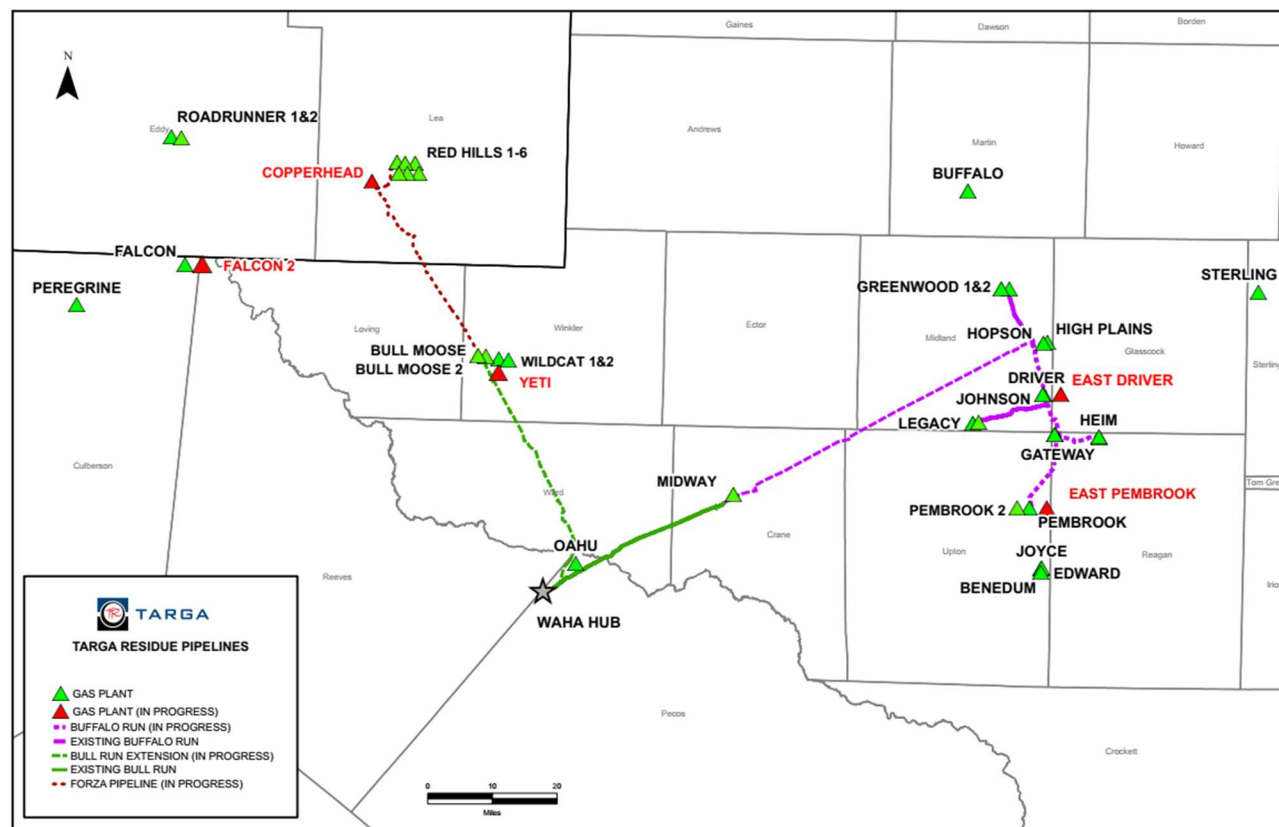 Gaines
Dawson
Borden
N
ROADRUNNER 1&2
Eddy
Lea
RED HILLS 1-6
COPPERHEAD
Andrews
Martin
Howard
BUFFALO
FALCON
FALCON 2
PEREGRINE
STERLING
GREENWOOD 1&2
Loving
Winkler
Ector
Midland
HOPSON
HIGH PLAINS
Glasscock
BULL MOOSE
BULL MOOSE 2
WILDCAT 1&2
YETI
Sterling
DRIVER
EAST DRIVER
JOHNSON
LEGACY
HEIM
GATEWAY
Culberson
MIDWAY
Ward
Tom Gre
EAST PEMBROOK
PEMBROOK 2
PEMBROOK
Crane
OAHU
JOYCE
Upton
Reagan
EDWARD
BENEDUM
Reeves
Irio
WAHA HUB
TR TARGA
TARGA RESIDUE PIPELINES
GAS PLANT
GAS PLANT (IN PROGRESS)
BUFFALO RUN (IN PROGRESS)
EXISTING BUFFALO RUN
BULL RUN EXTENSION (IN PROGRESS)
EXISTING BULL RUN
FORZA PIPELINE (IN PROGRESS)
Pecos
Crockett
0 10 20
Miles